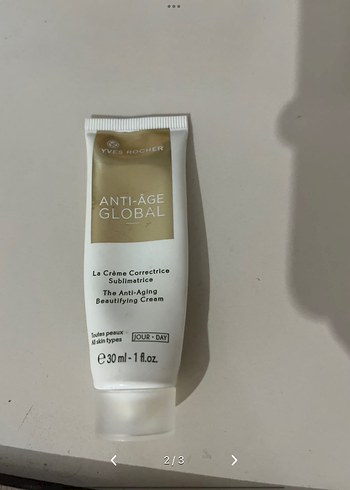 YVES ROCHER
ANTI-ÂGE
GLOBAL
La Crème Correctrice
Sublimatrice
The Anti-Aging
Beautifying Cream
Toutes peaux
All skin types
JOUR • DAY
℮ 30 ml - 1 fl.oz.
2/3